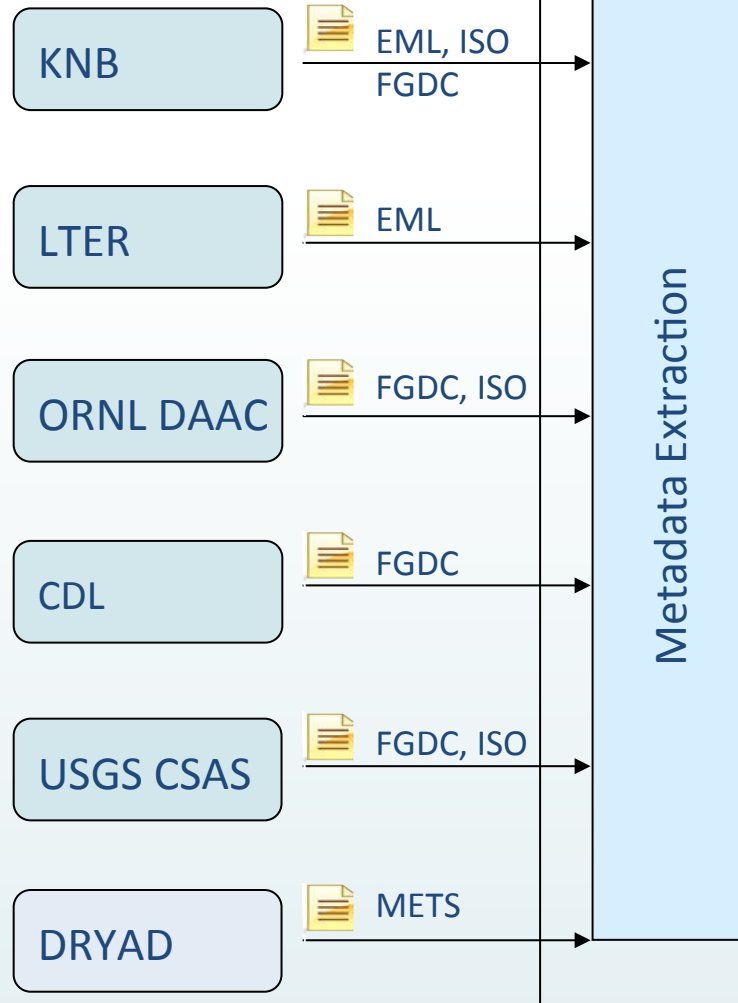 KNB
EML, ISO
FGDC
LTER
EML
ORNL DAAC
FGDC, ISO
CDL
FGDC
USGS CSAS
FGDC, ISO
DRYAD
METS
Metadata Extraction